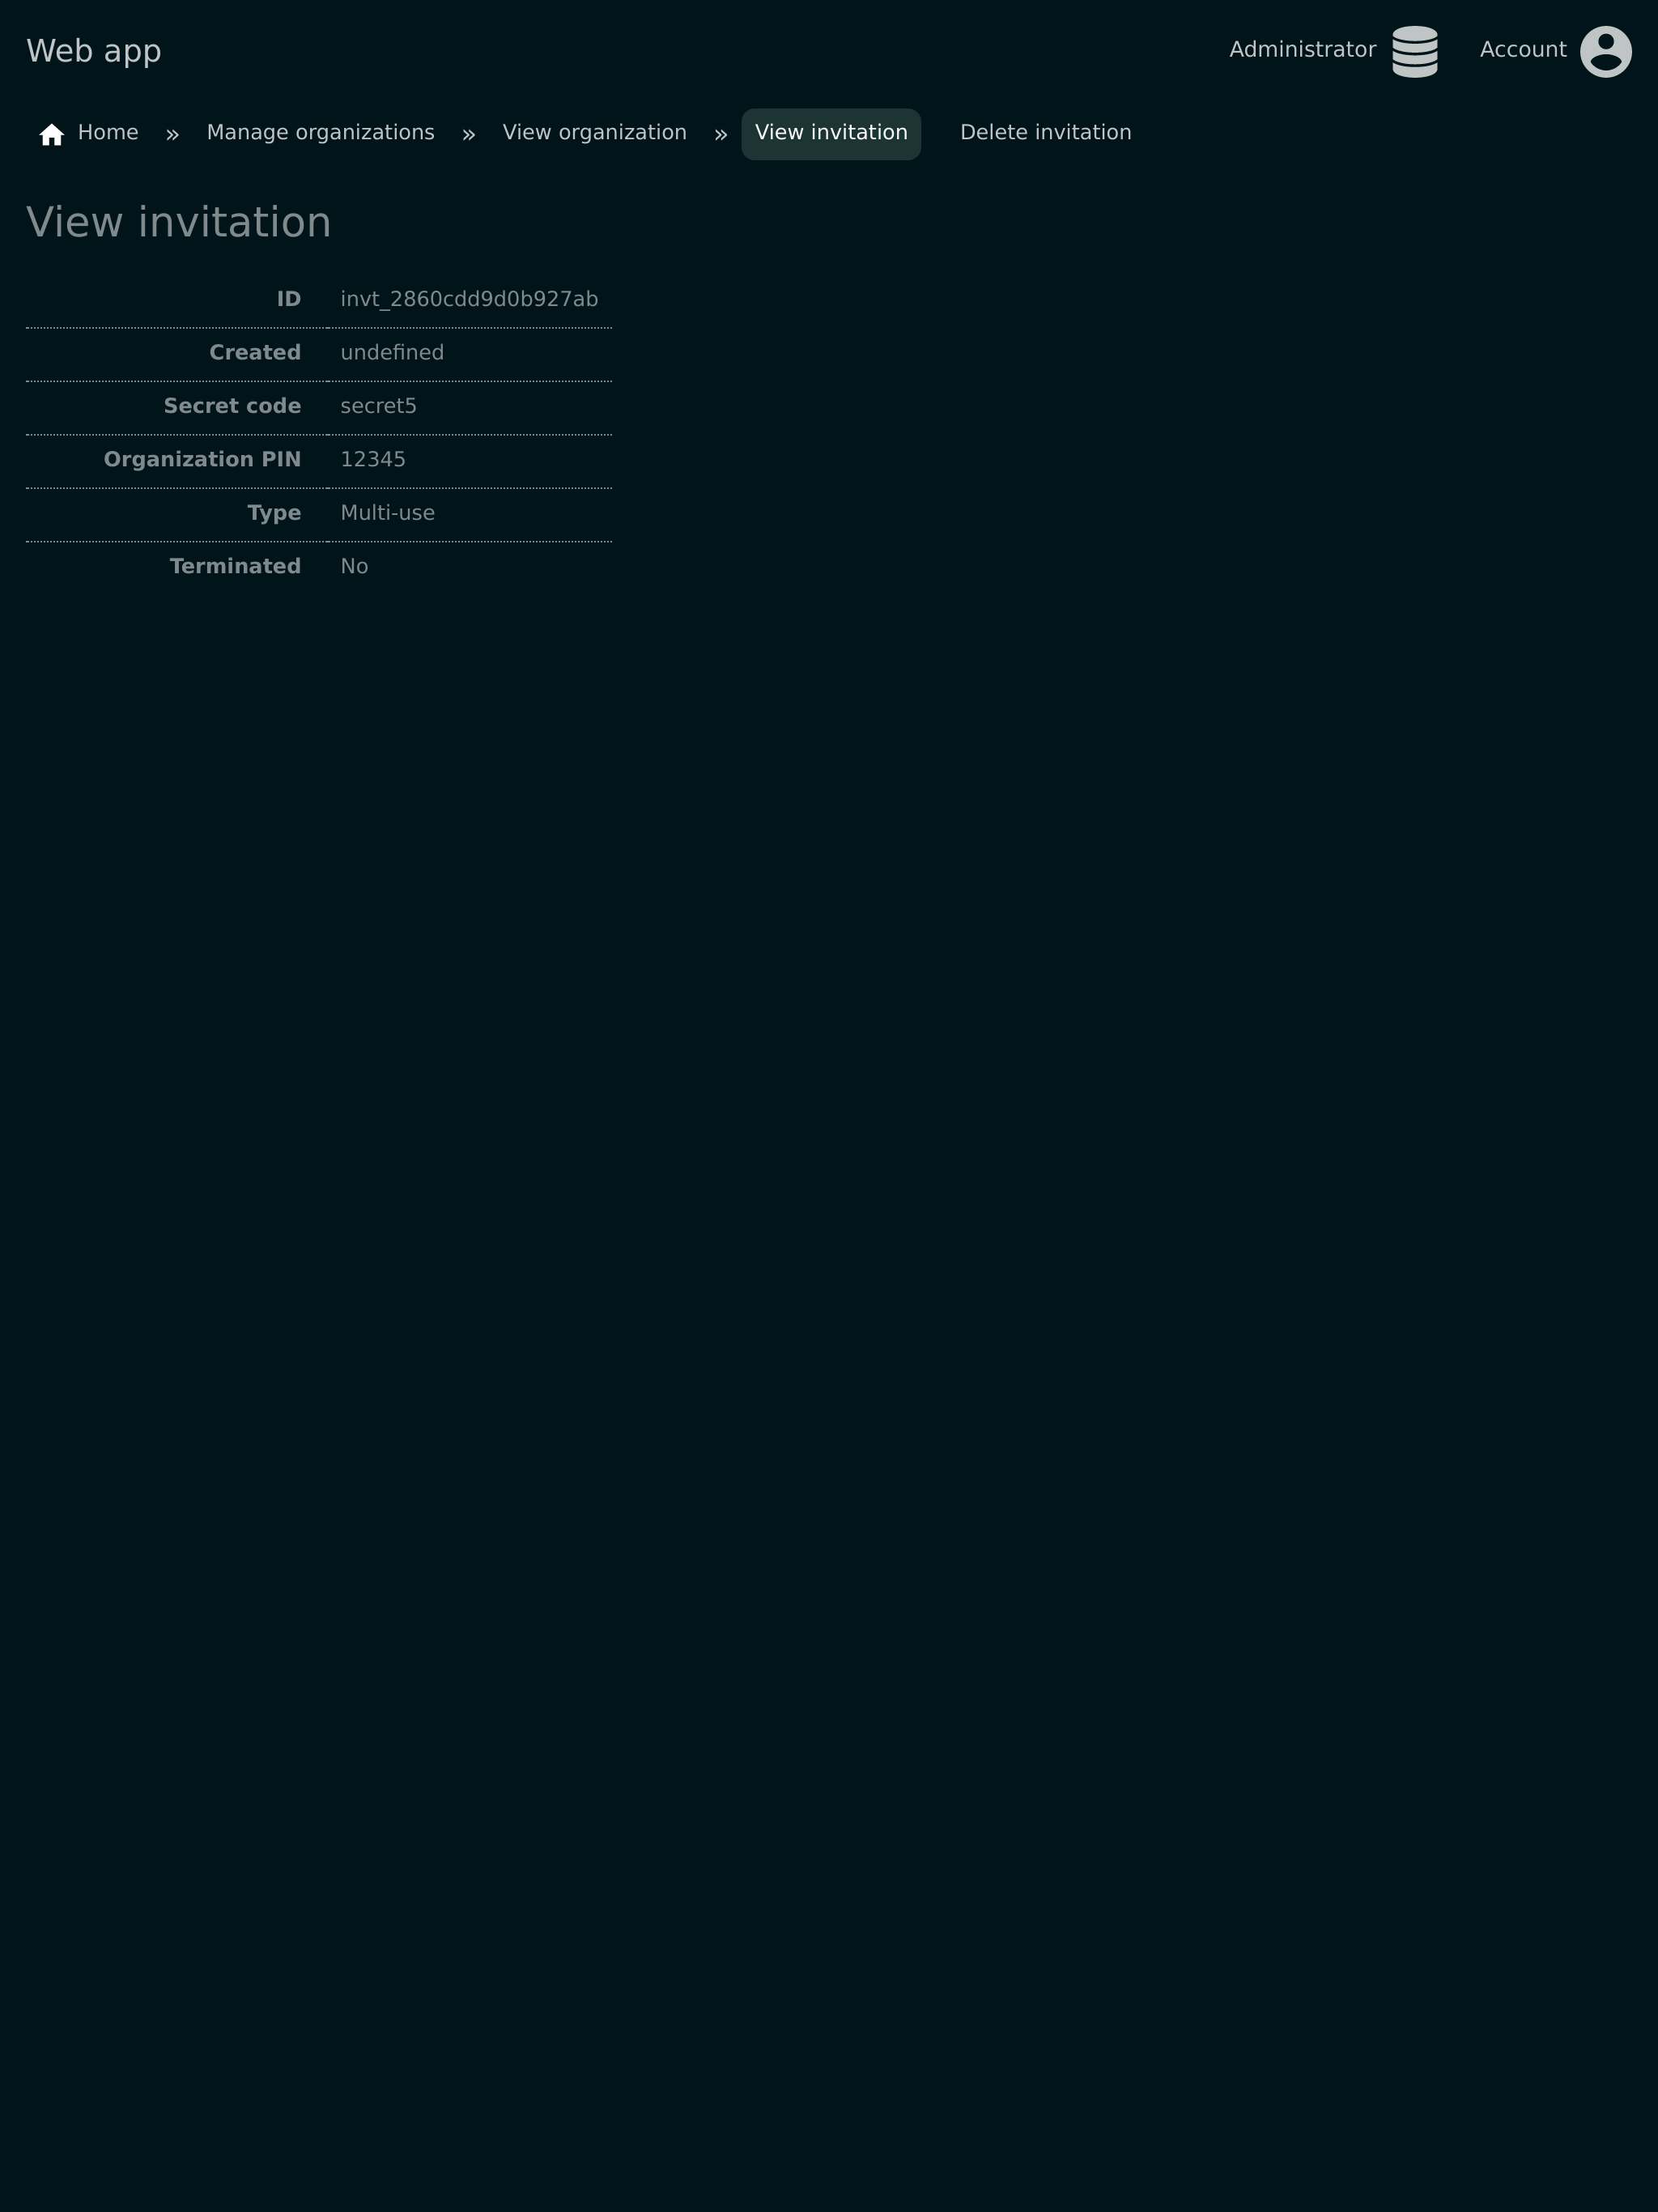 Web app
Administrator
Account
Home » Manage organizations » View organization » View invitation Delete invitation
View invitation
ID invt_2860cdd9d0b927ab
Created undefined
Secret code secret5
Organization PIN 12345
Type Multi-use
Terminated No